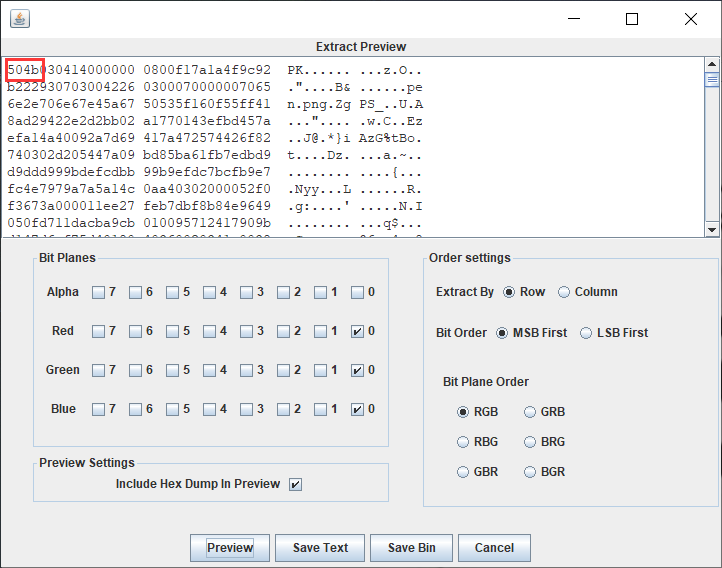 Extract Preview
504b030414000000 0800f17a1a4f9c92 PK...... ...z.O..
b222930703004226 0300070000007065 .."....B& ......pe
6e2e706e67e45a67 50535f160f55ff41 n.png.Zg PS_..U.A
8ad29422e2d2bb02 a1770143efbd457a ..."..... .w.C..Ez
efa14a40092a7d69 417a472574426f82 ..J@.*}i AzG%tBo.
740302d205447a09 bd85ba61fb7edbd9 t....Dz. ...a.~..
d9ddd999bdefcdbb 99b9efdc7bcfb9e7 ........ ....{...
fc4e7979a7a5a14c 0aa40302000052f0 .Nyy...L ......R.
f3673a000011ee27 feb7dbf8b84e9649 .g:....' .....N.I
050fd711dacba9cb 010095712417909b ........ ...q$...
Bit Planes
Alpha 7 6 5 4 3 2 1 0
Red 7 6 5 4 3 2 1 0
Green 7 6 5 4 3 2 1 0
Blue 7 6 5 4 3 2 1 0
Preview Settings
Include Hex Dump In Preview
Order settings
Extract By Row Column
Bit Order MSB First LSB First
Bit Plane Order
RGB GRB
RBG BRG
GBR BGR
Preview Save Text Save Bin Cancel